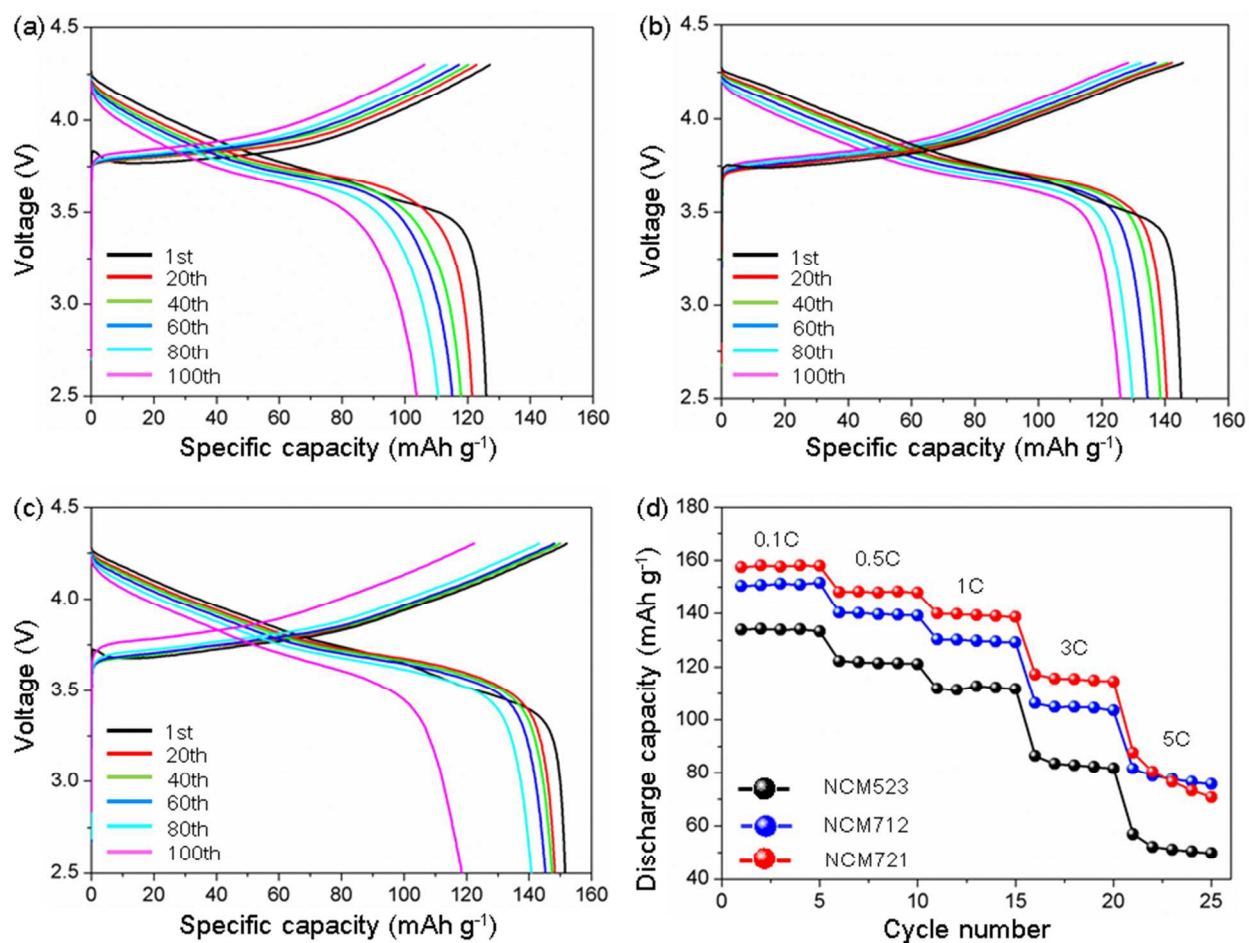 (a)
4.5
4.0
3.5
3.0
2.5
Voltage (V)
1st
20th
40th
60th
80th
100th
0 20 40 60 80 100 120 140 160
Specific capacity (mAh g⁻¹)
(b)
4.5
4.0
3.5
3.0
2.5
Voltage (V)
1st
20th
40th
60th
80th
100th
0 20 40 60 80 100 120 140 160
Specific capacity (mAh g⁻¹)
(c)
4.5
4.0
3.5
3.0
2.5
Voltage (V)
1st
20th
40th
60th
80th
100th
0 20 40 60 80 100 120 140 160
Specific capacity (mAh g⁻¹)
(d)
180
160
140
120
100
80
60
40
Discharge capacity (mAh g⁻¹)
0.1C
0.5C
1C
3C
5C
NCM523
NCM712
NCM721
0 5 10 15 20 25
Cycle number